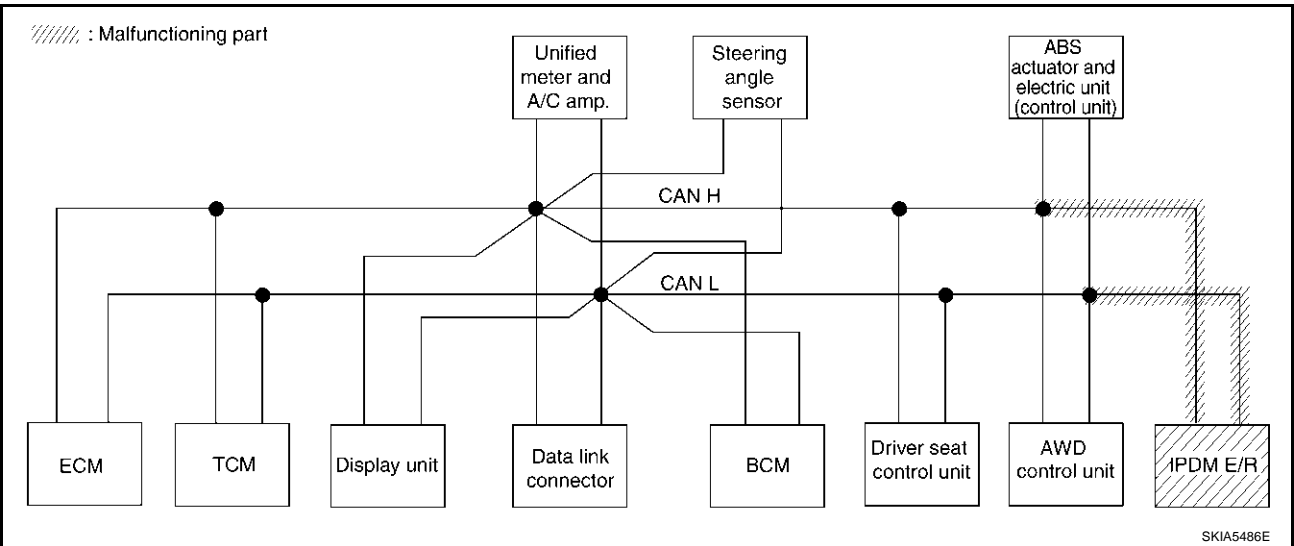 : Malfunctioning part
Unified
meter and
A/C amp.
Steering
angle
sensor
ABS
actuator and
electric unit
(control unit)
CAN H
CAN L
ECM
TCM
Display unit
Data link
connector
BCM
Driver seat
control unit
AWD
control unit
IPDM E/R
SKIA5486E